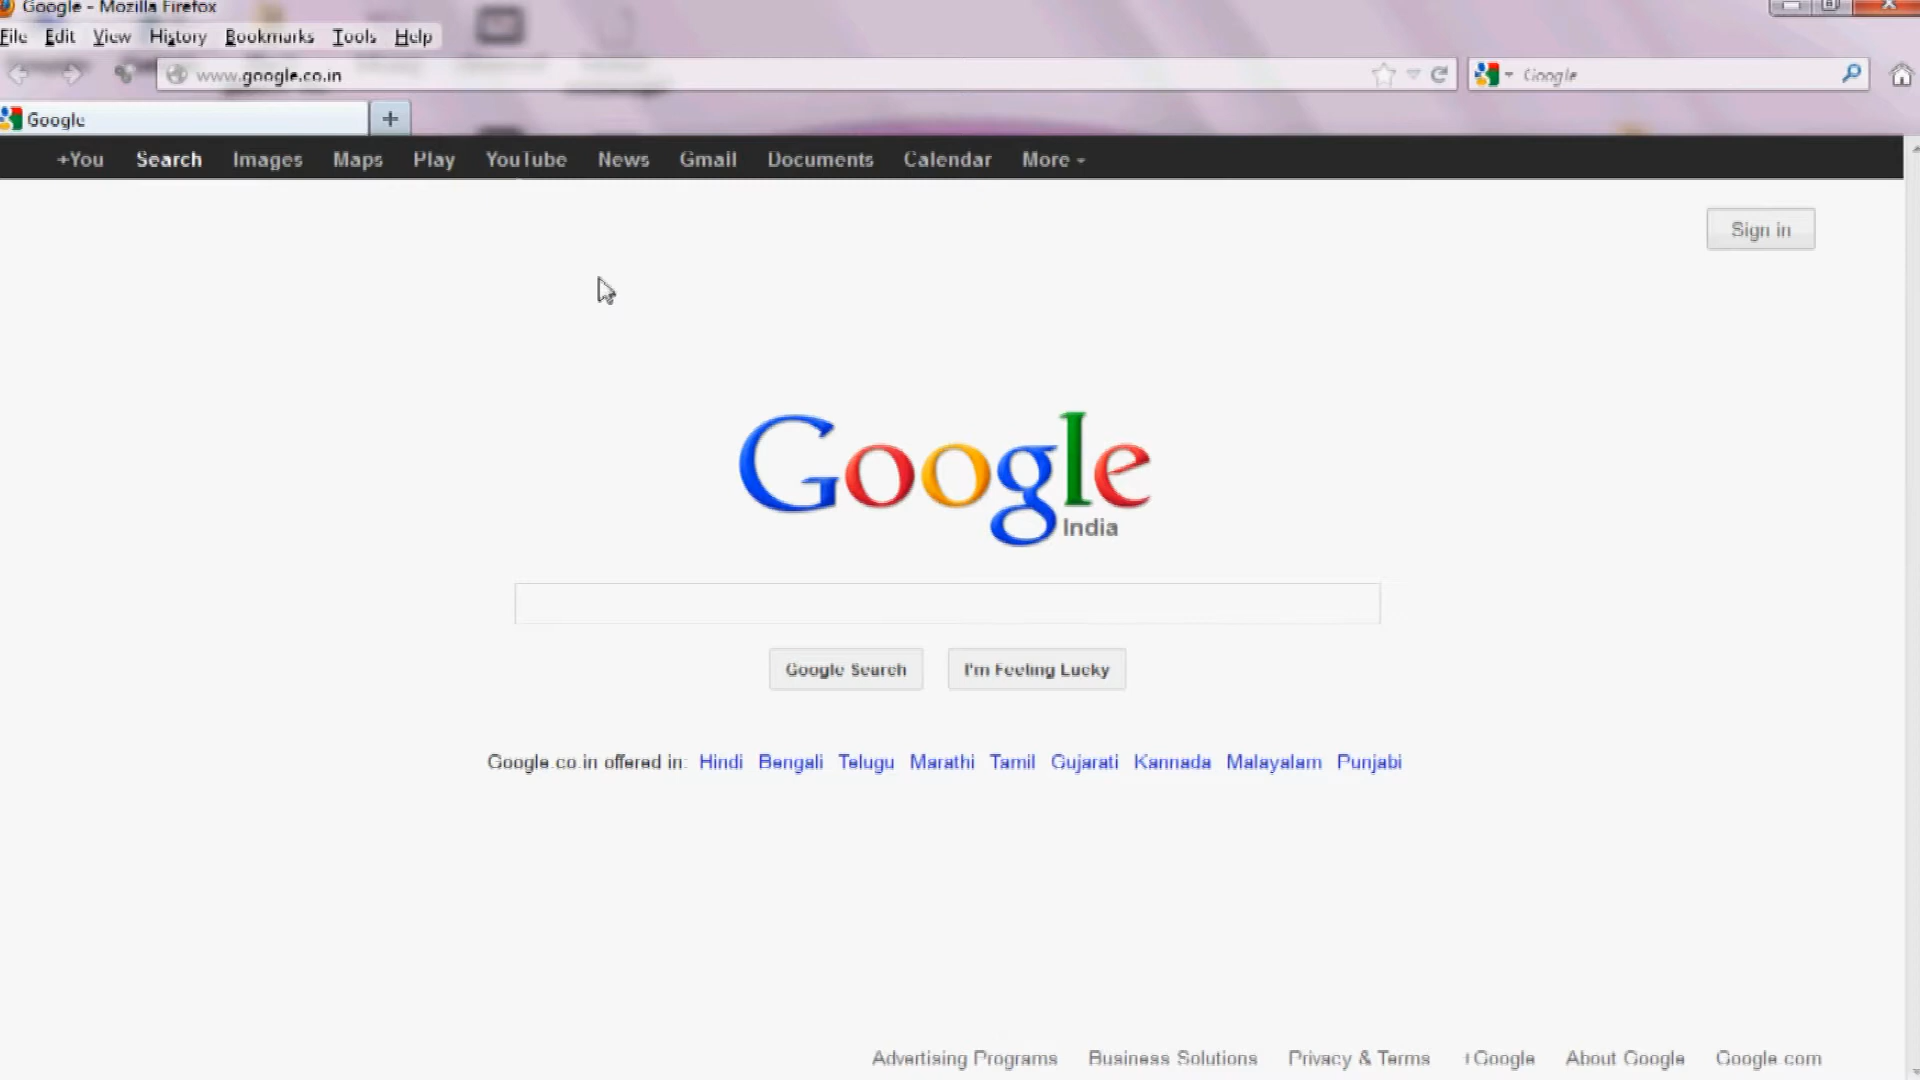 Google - Mozilla Firefox
File Edit View History Bookmarks Tools Help
www.google.co.in Google
Google +
+You Search Images Maps Play YouTube News Gmail Documents Calendar More
Sign in
Google
India
Google Search I'm Feeling Lucky
Google.co.in offered in: Hindi Bengali Telugu Marathi Tamil Gujarati Kannada Malayalam Punjabi
Advertising Programs Business Solutions Privacy & Terms +Google About Google Google.com